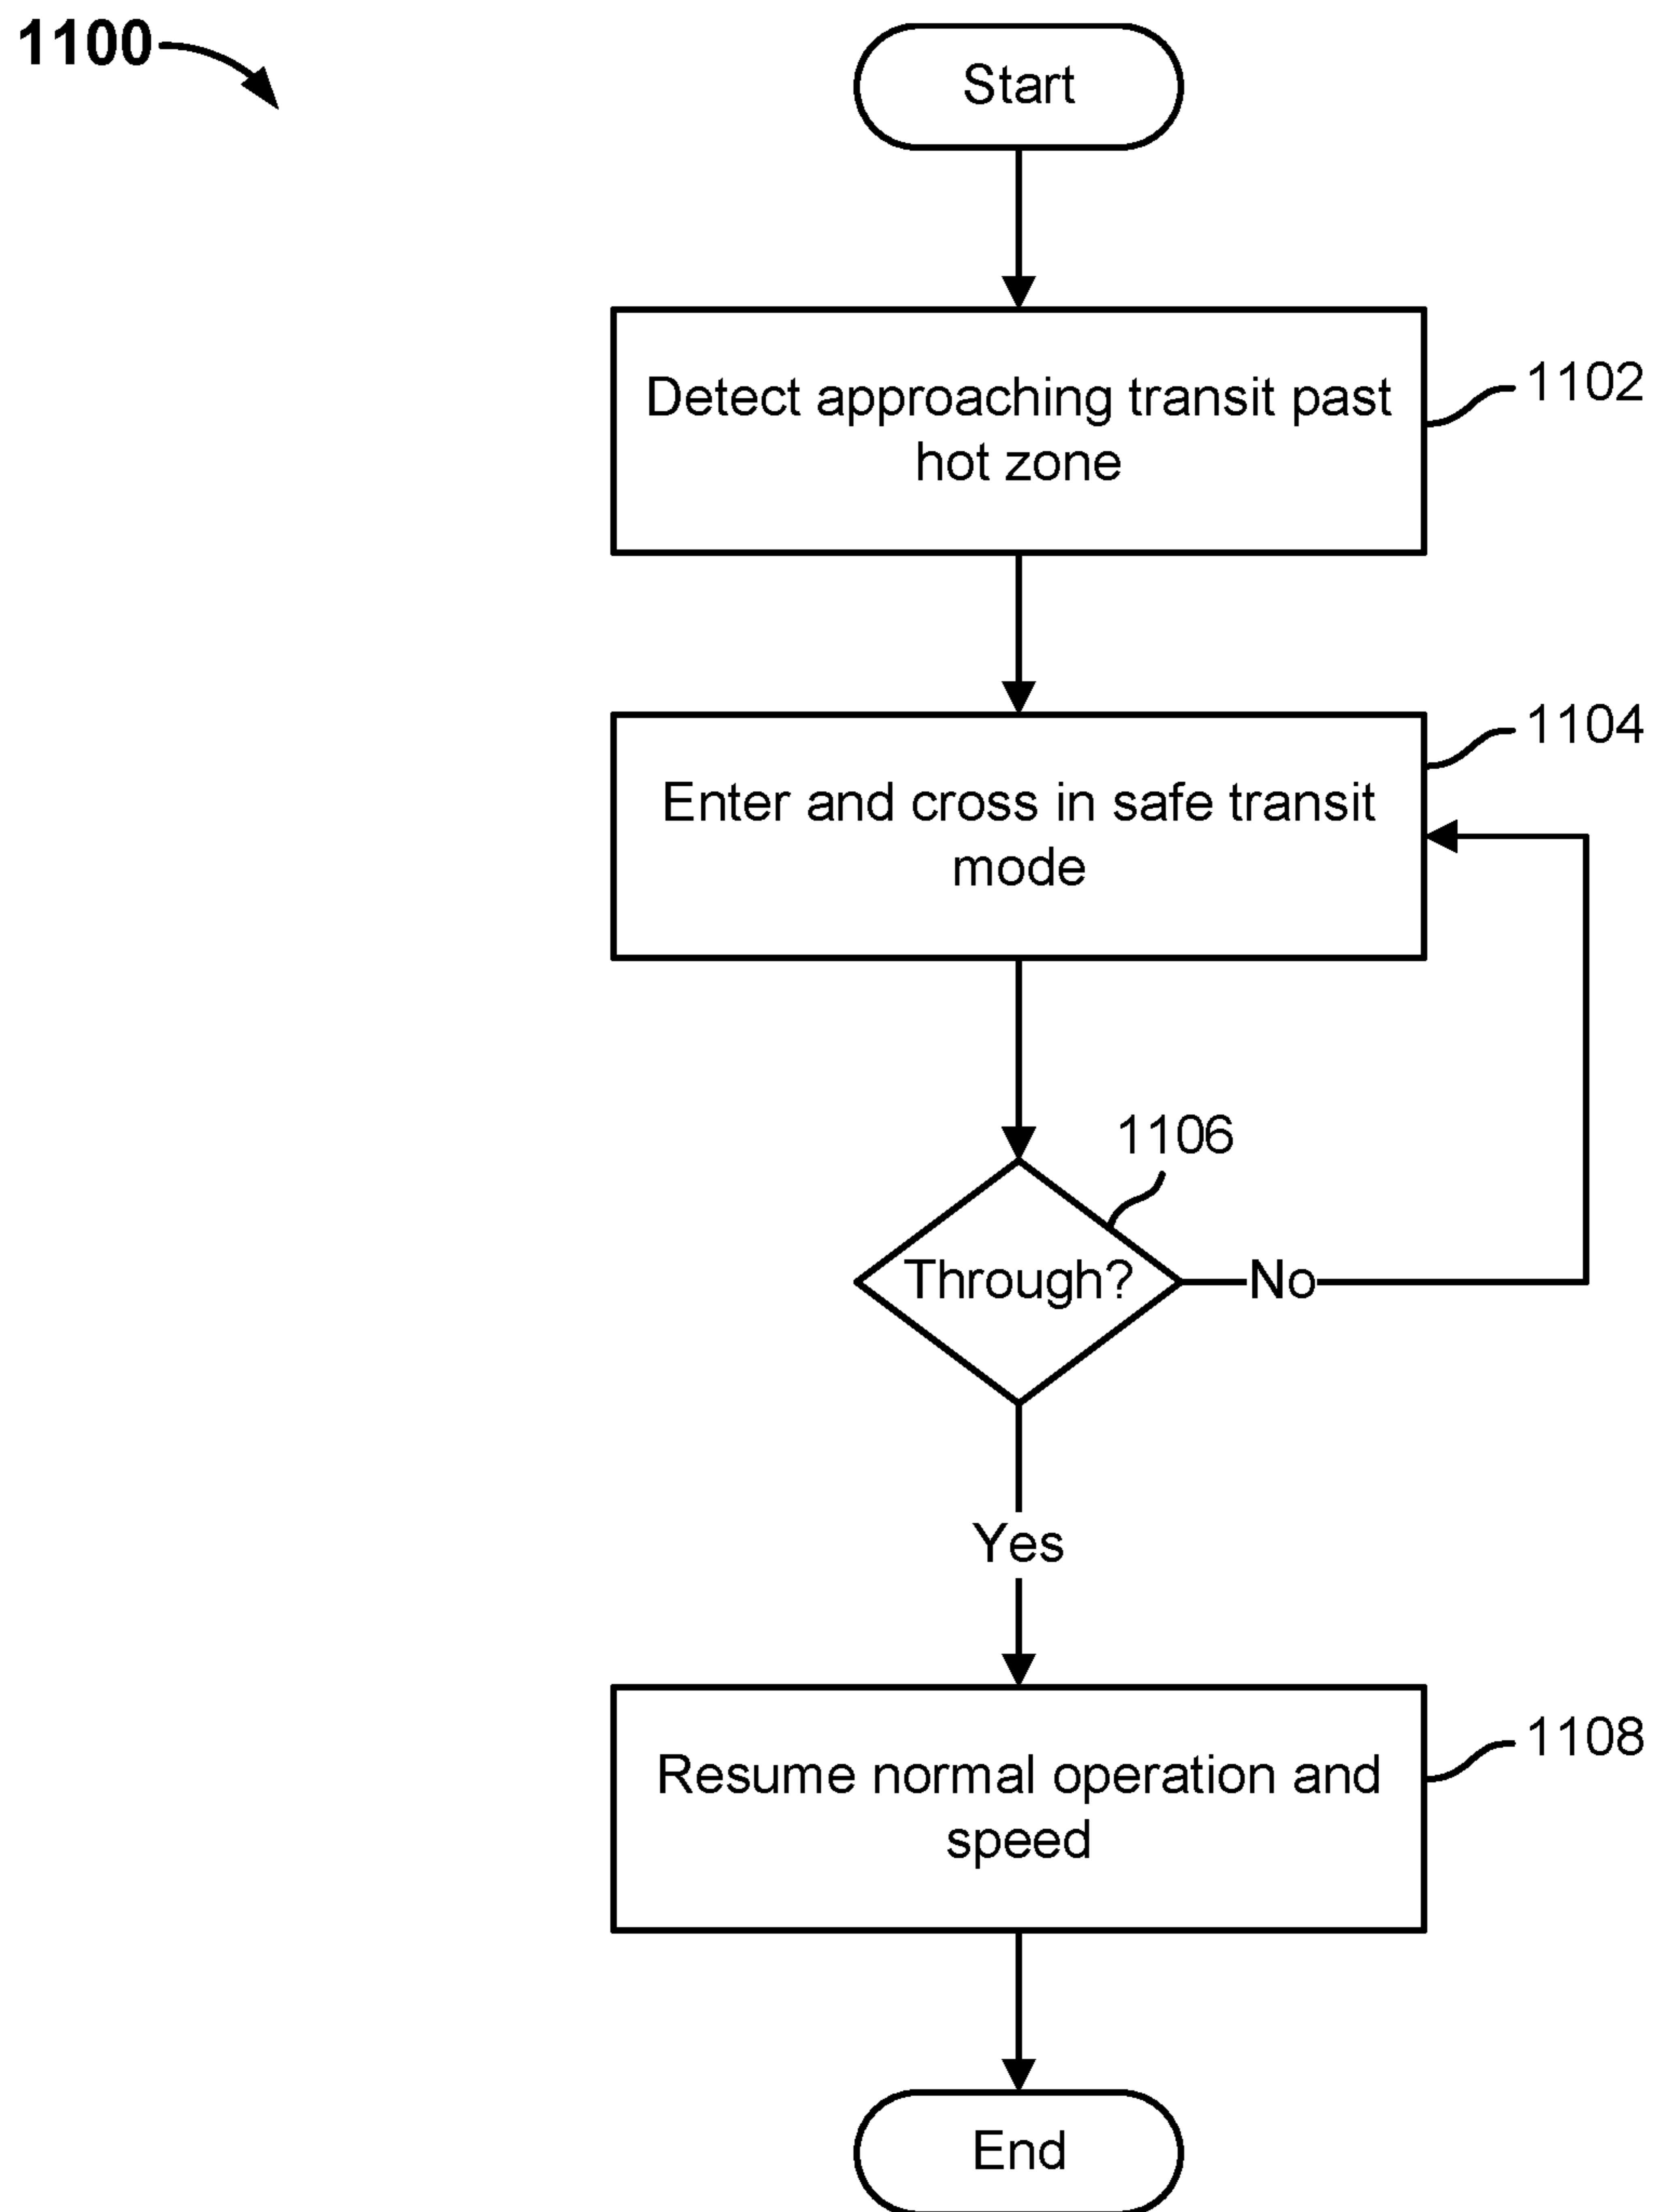 1100
Start
Detect approaching transit past
hot zone
1102
Enter and cross in safe transit
mode
1104
1106
Through?
No
Yes
Resume normal operation and
speed
1108
End